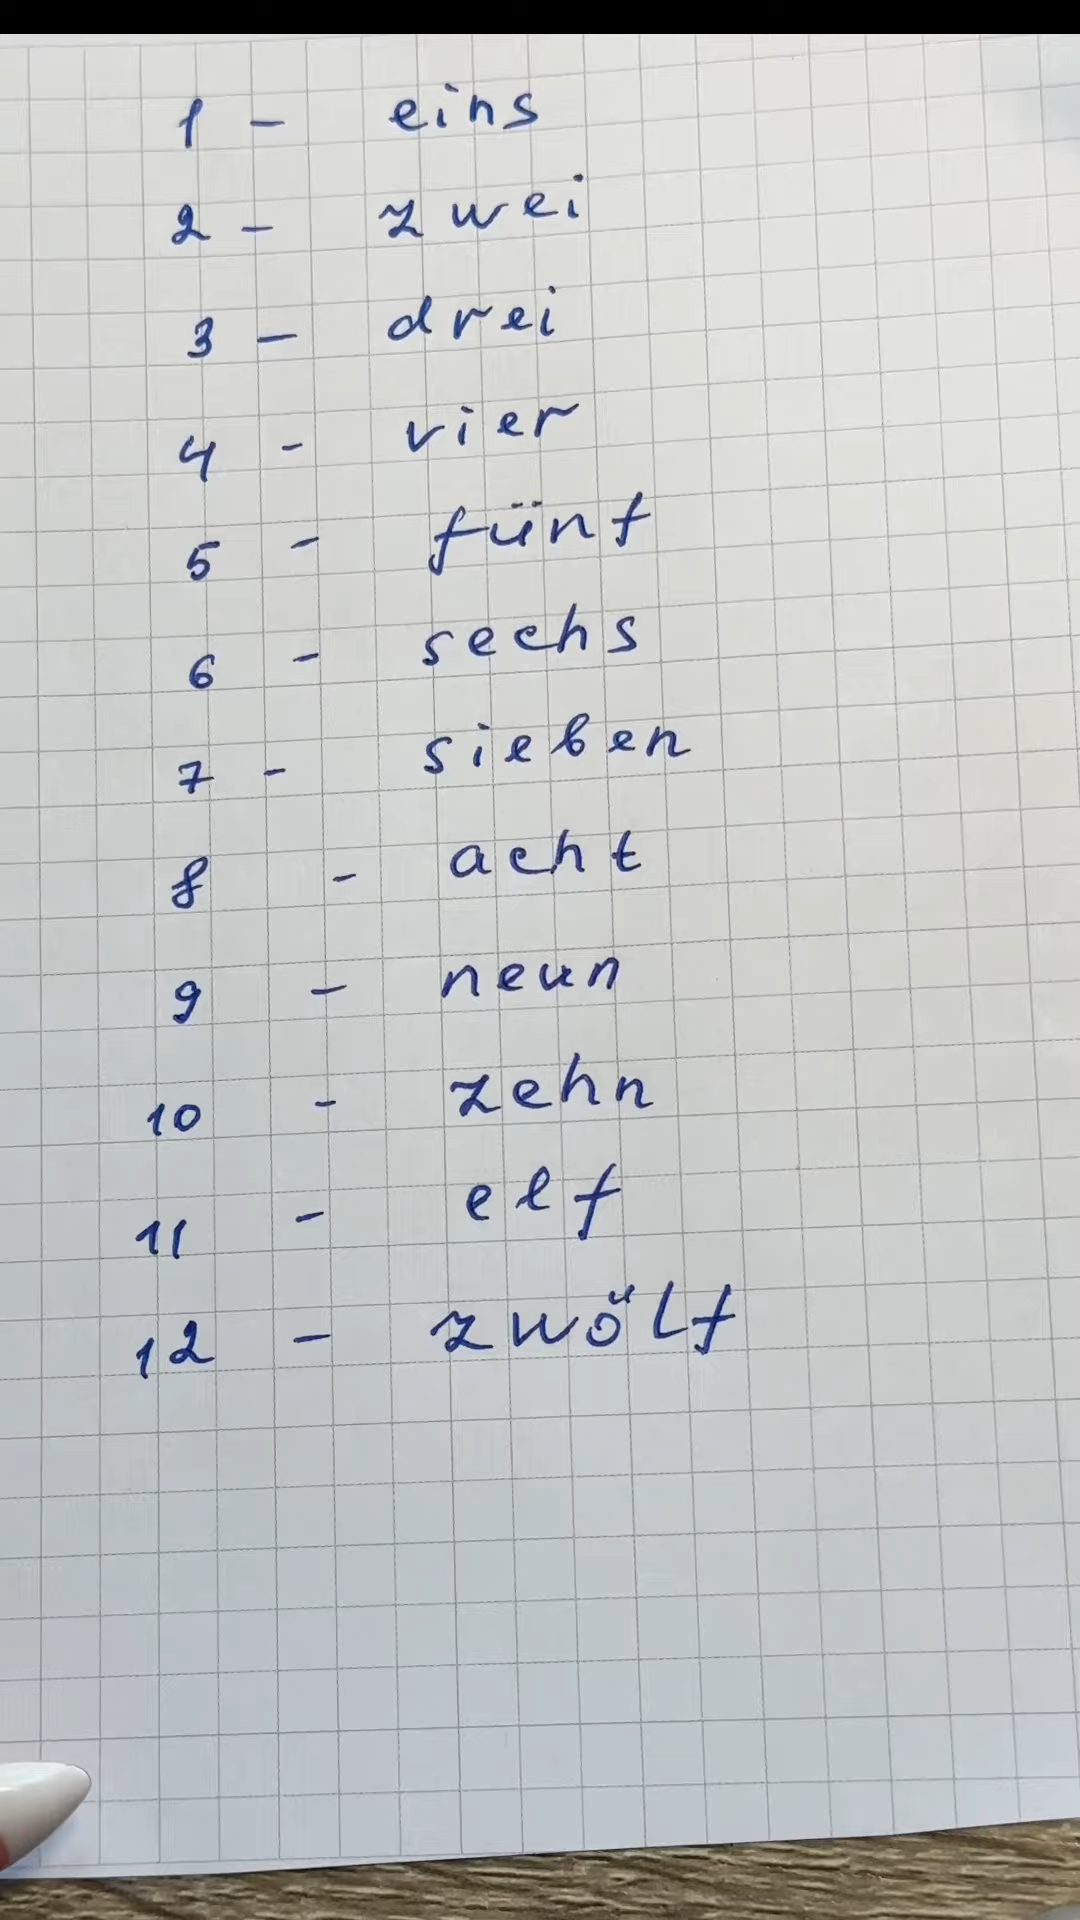 1 - eins
2 - zwei
3 - drei
4 - vier
5 - fünf
6 - sechs
7 - sieben
8 - acht
9 - neun
10 - zehn
11 - elf
12 - zwölf